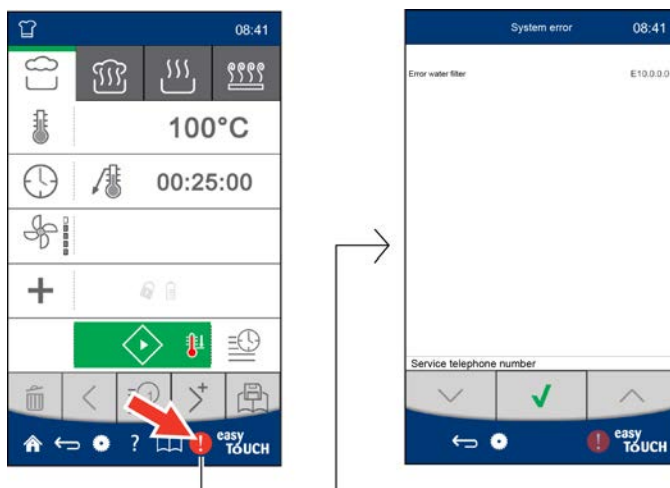 08:41
100°C
00:25:00
1
?
!
easy
TOUCH
System error
08:41
Error water filter
E10.0.0.0
Service telephone number
!
easy
TOUCH